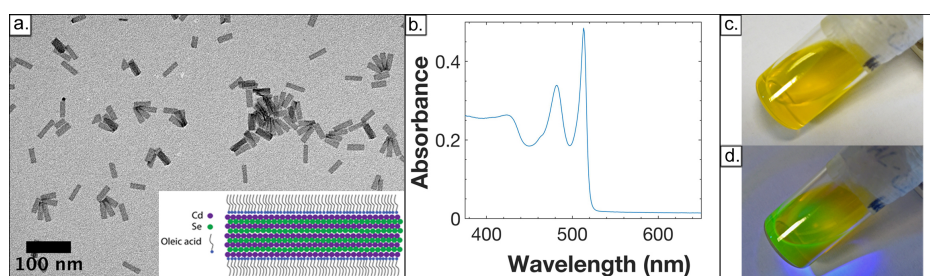 a.
100 nm
Cd
Se
Oleic acid
b.
Absorbance
0.4
0.2
0
400
500
600
Wavelength (nm)
c.
d.